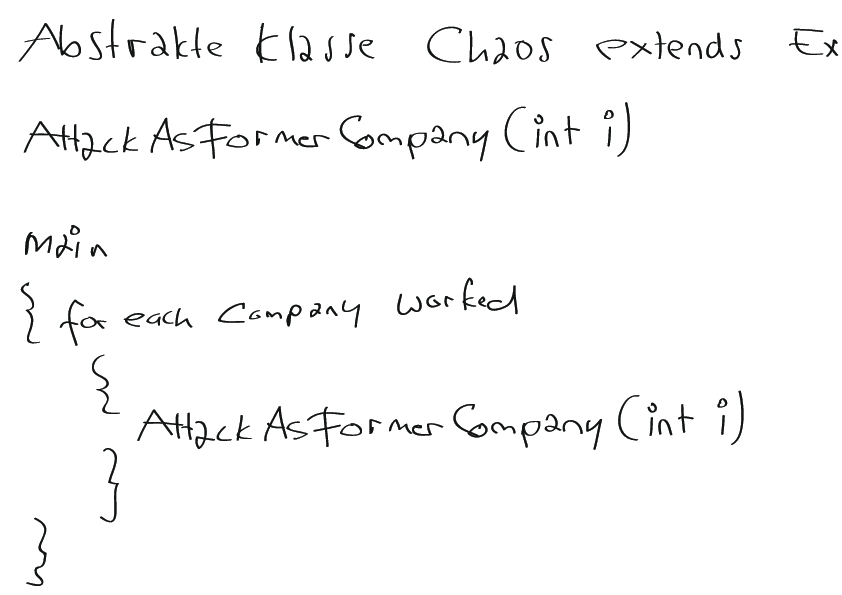 Abstrakte Klasse Chaos extends Ex
AttackAsFormerCompany(int i)
main
{ for each Company worked
{
AttackAsFormerCompany(int i)
}
}